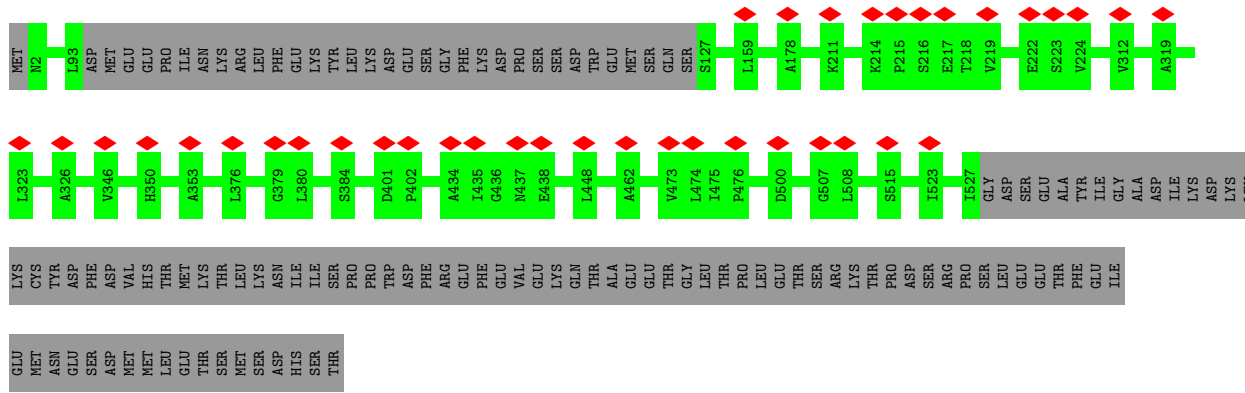 MET N2 L93 ASP MET GLU GLU PRO ILE ASN LYS ARG LEU PHE GLU LYS TYR LEU LYS ASP GLU SER GLY PHE LYS ASP PRO SER SER ASP TRP GLU MET SER GLN SER S127 L159 A178 K211 K214 P215 S216 E217 T218 V219 E222 S223 V224 V312 A319
L323 A326 V346 H350 A353 L376 G379 L380 S384 D401 P402 A434 I435 G436 N437 E438 L448 A462 V473 L474 I475 P476 D500 G507 L508 S515 I523 I527 GLY ASP SER GLU ALA TYR ILE GLY ALA ASP ILE LYS ASP LYS
LYS CYS TYR ASP PHE ASP VAL HIS THR MET LYS THR LEU LYS ASN ILE ILE SER PRO PRO TRP ASP PHE ARG GLU PHE GLU VAL GLU LYS GLN THR ALA GLU GLU THR GLY LEU THR PRO LEU GLU THR SER ARG LYS THR PRO ASP SER ARG PRO SER LEU GLU GLU THR PHE GLU ILE
GLU MET ASN GLU SER ASP MET MET LEU GLU THR SER MET SER ASP HIS SER THR